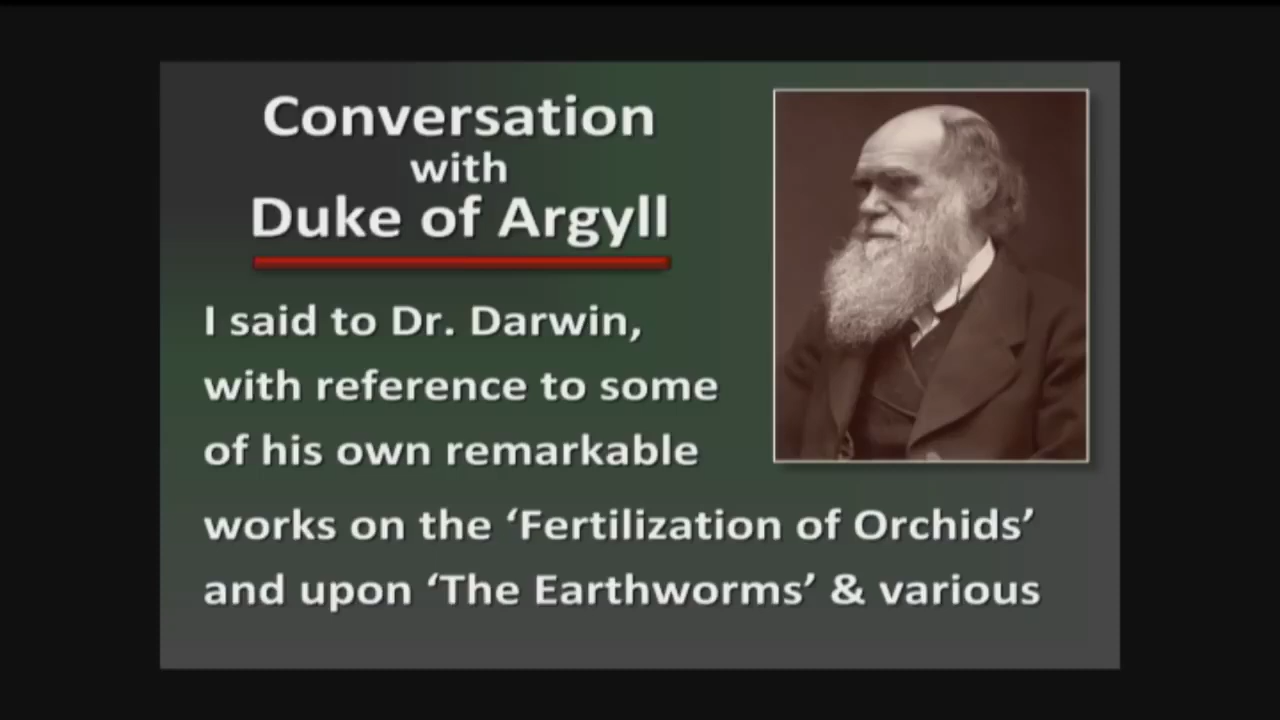 Conversation
with
Duke of Argyll
I said to Dr. Darwin,
with reference to some
of his own remarkable
works on the ‘Fertilization of Orchids’
and upon ‘The Earthworms’ & various